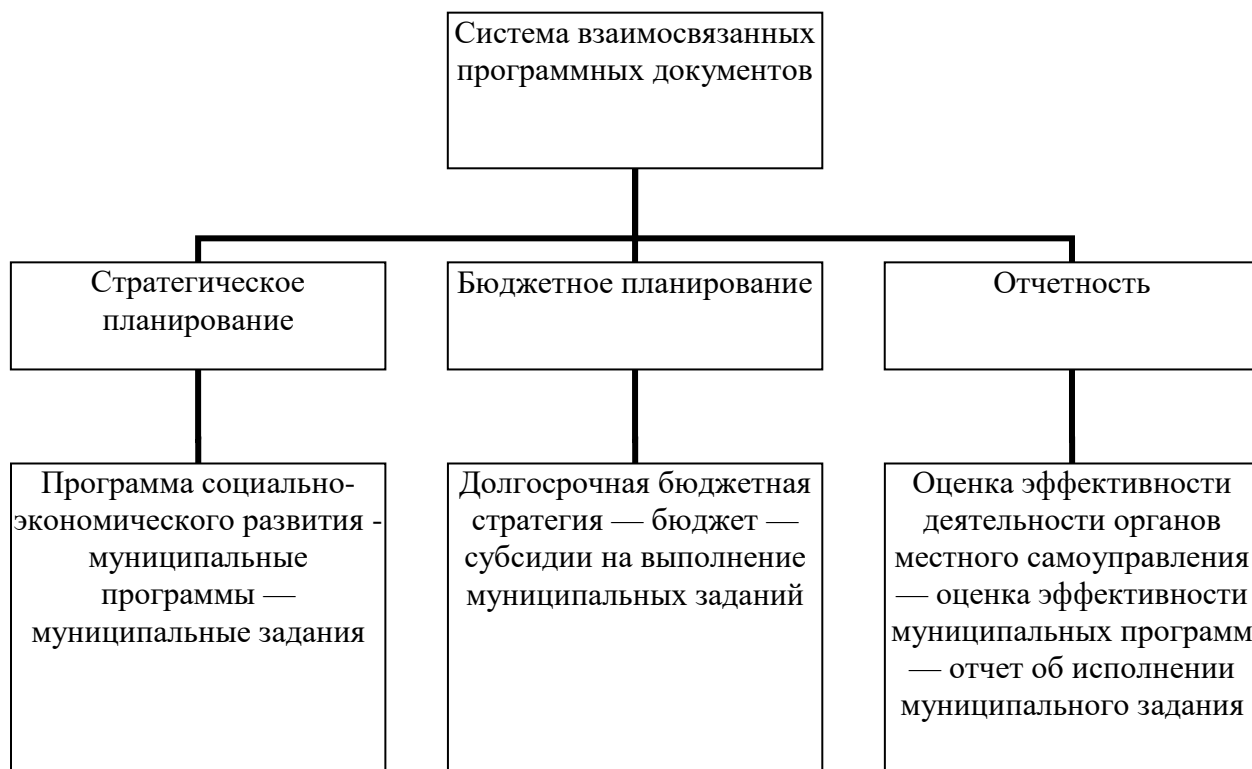 Система взаимосвязанных
программных документов
Стратегическое
планирование
Бюджетное планирование
Отчетность
Программа социально-
экономического развития -
муниципальные
программы —
муниципальные задания
Долгосрочная бюджетная
стратегия — бюджет —
субсидии на выполнение
муниципальных заданий
Оценка эффективности
деятельности органов
местного самоуправления
— оценка эффективности
муниципальных программ
— отчет об исполнении
муниципального задания